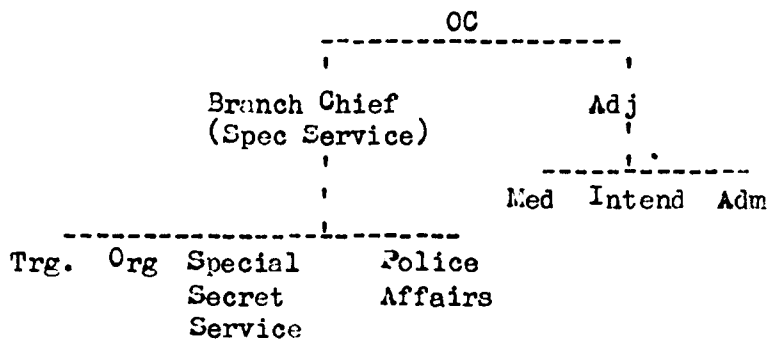 OC
Branch Chief Adj
(Spec Service)
Med Intend Adm
Trg. Org Special Police
Secret Affairs
Service